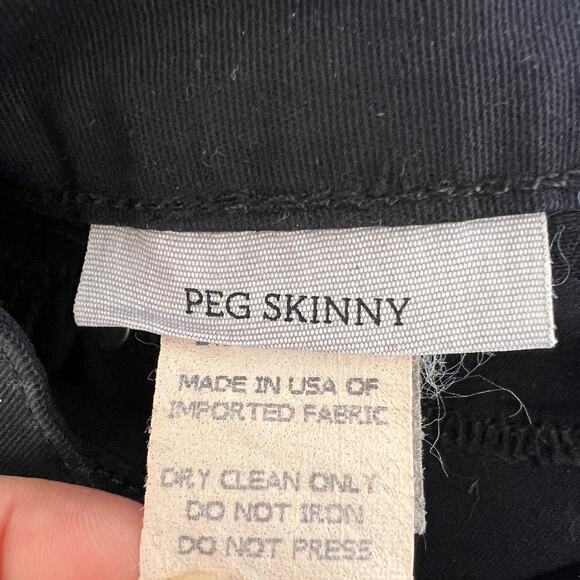 PEG SKINNY
MADE IN USA OF
IMPORTED FABRIC
DRY CLEAN ONLY
DO NOT IRON
DO NOT PRESS